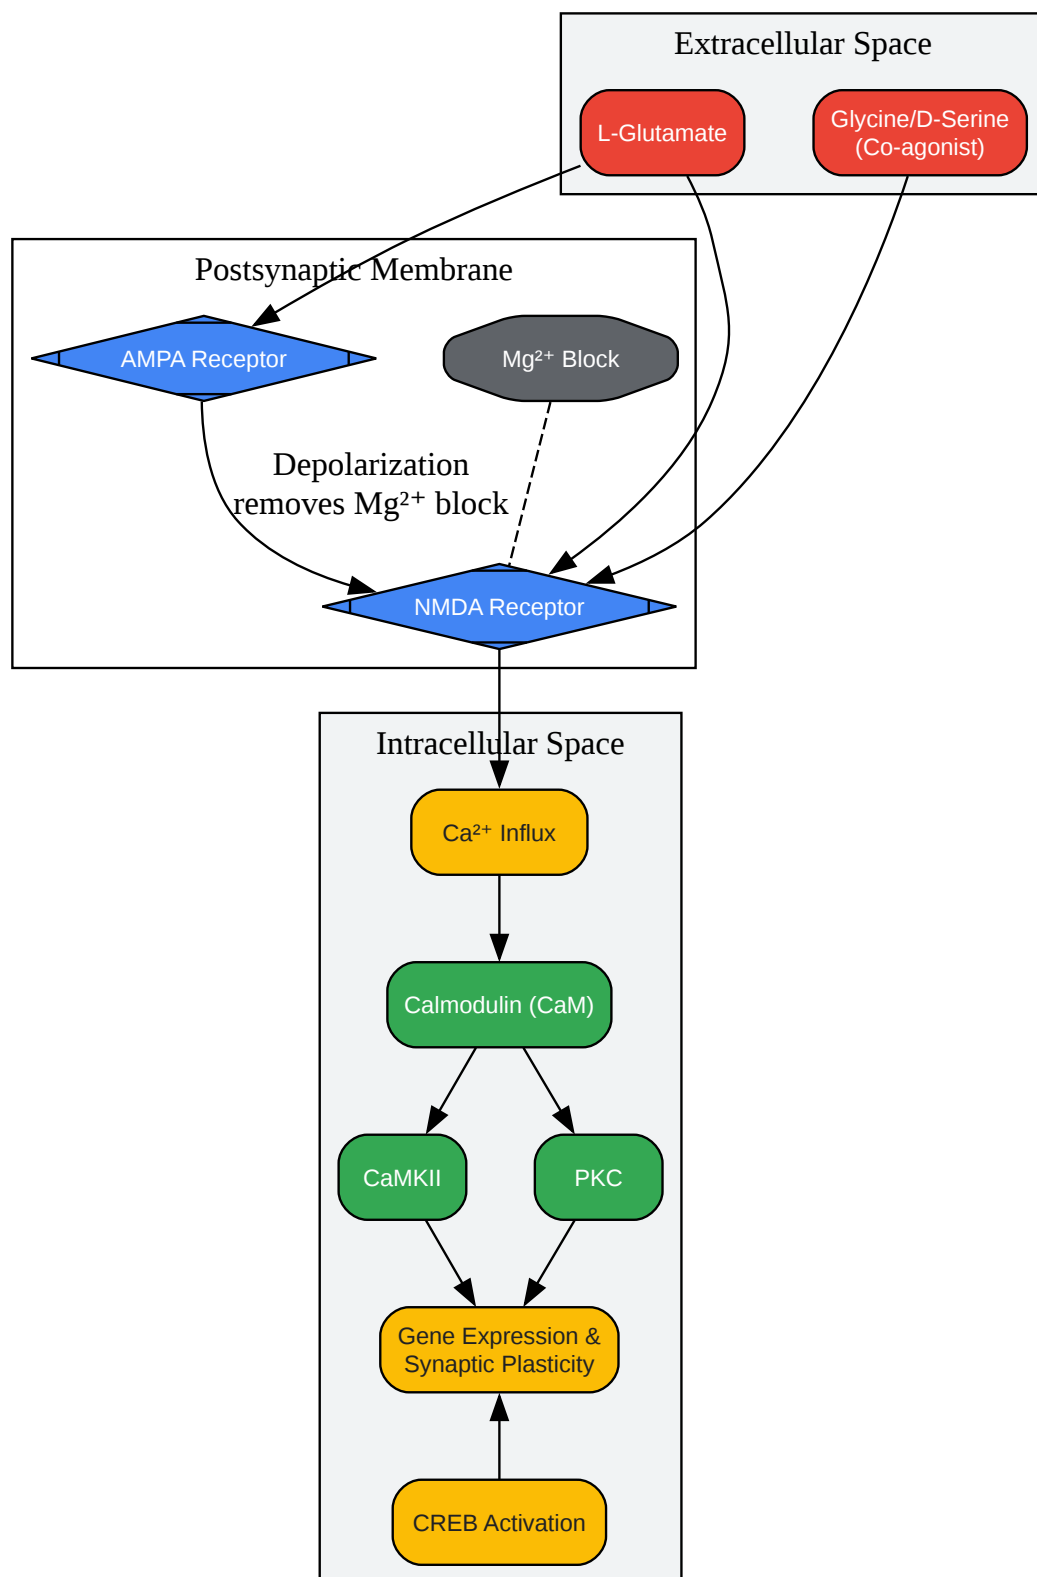 Extracellular Space
L-Glutamate
Glycine/D-Serine
(Co-agonist)
Postsynaptic Membrane
AMPA Receptor
Mg²⁺ Block
Depolarization
removes Mg²⁺ block
NMDA Receptor
Intracellular Space
Ca²⁺ Influx
Calmodulin (CaM)
CaMKII
PKC
Gene Expression &
Synaptic Plasticity
CREB Activation